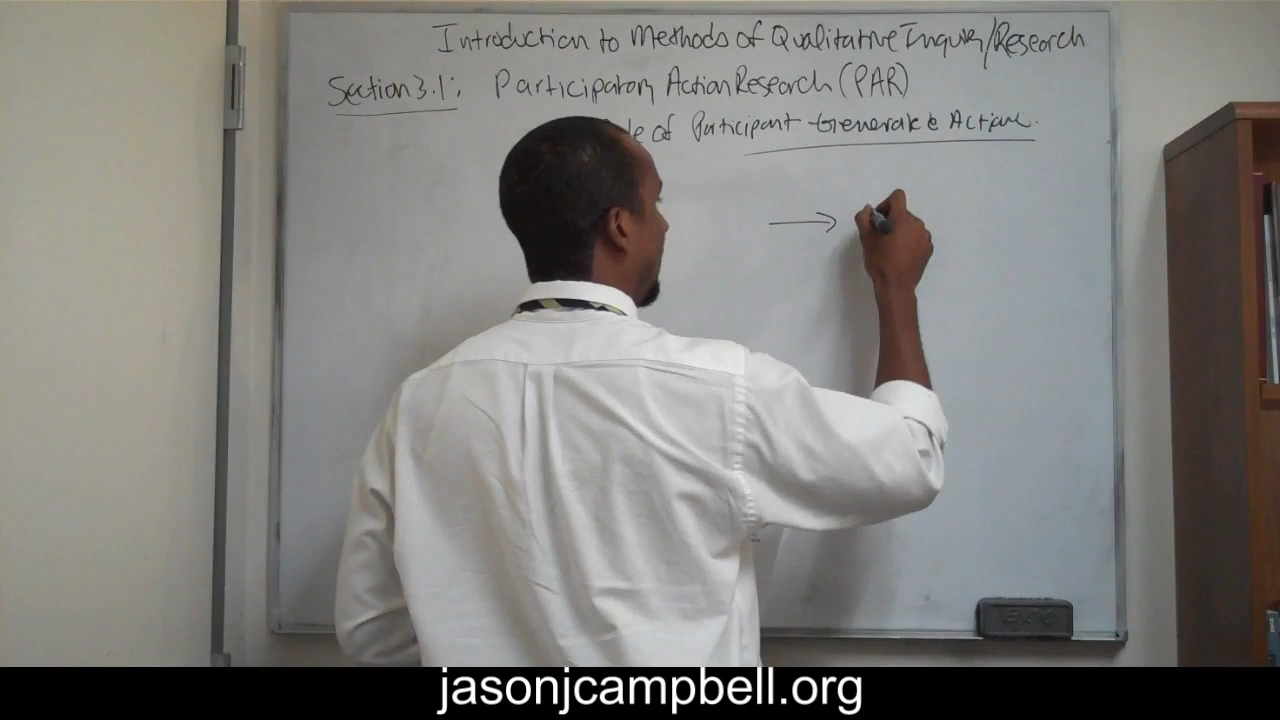 Introduction to Methods of Qualitative Inquiry/Research
Section 3.1: Participatory Action Research (PAR)
of Participant - Generate Action.
jasonjcampbell.org